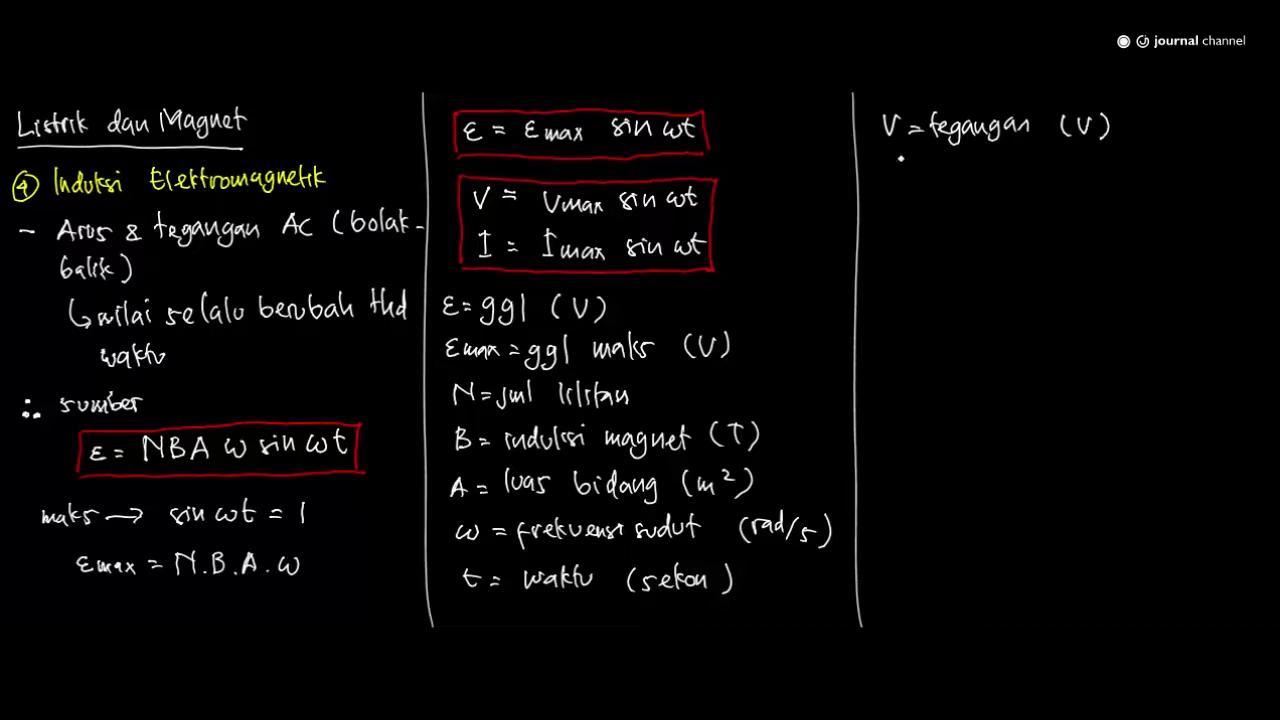 journal channel
Listrik dan Magnet
4 Induksi Elektromagnetik
- Arus & tegangan AC (bolak-
balik)
↳ nilai selalu berubah thd
waktu
∴ sumber
ε = NBA ω sin ωt
maks → sin ωt = 1
εmax = N.B.A.ω
ε = εmax sin ωt
V = Vmax sin ωt
I = Imax sin ωt
ε = ggl (V)
εmax = ggl maks (V)
N = jml lilitan
B = induksi magnet (T)
A = luas bidang (m²)
ω = frekuensi sudut (rad/s)
t = waktu (sekon)
V = tegangan (V)